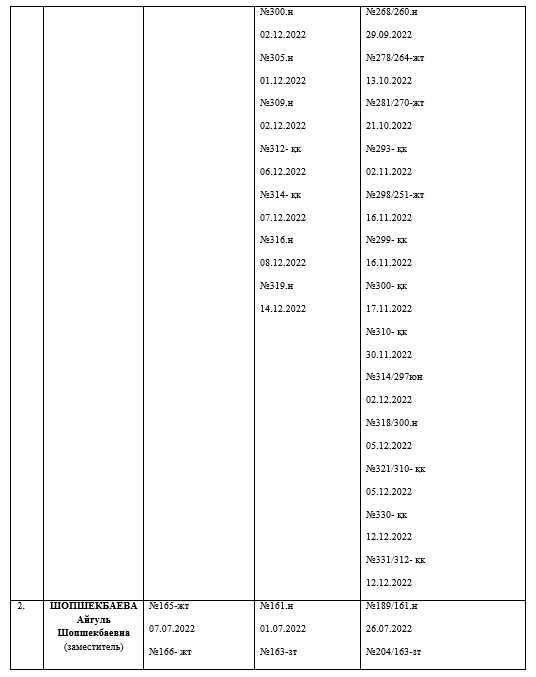 №300.н
02.12.2022
№305.н
01.12.2022
№309.н
02.12.2022
№312- қк
06.12.2022
№314- қк
07.12.2022
№316.н
08.12.2022
№319.н
14.12.2022
№268/260.н
29.09.2022
№278/264-жт
13.10.2022
№281/270-жт
21.10.2022
№293- қк
02.11.2022
№298/251-жт
16.11.2022
№299- қк
16.11.2022
№300- қк
17.11.2022
№310- қк
30.11.2022
№314/297юн
02.12.2022
№318/300.н
05.12.2022
№321/310- қк
05.12.2022
№330- қк
12.12.2022
№331/312- қк
12.12.2022
2.
ШОПШЕКБАЕВА
Айгуль
Шопшекбаевна
(заместитель)
№165-жт
07.07.2022
№166- жт
№161.н
01.07.2022
№163-зт
№189/161.н
26.07.2022
№204/163-зт